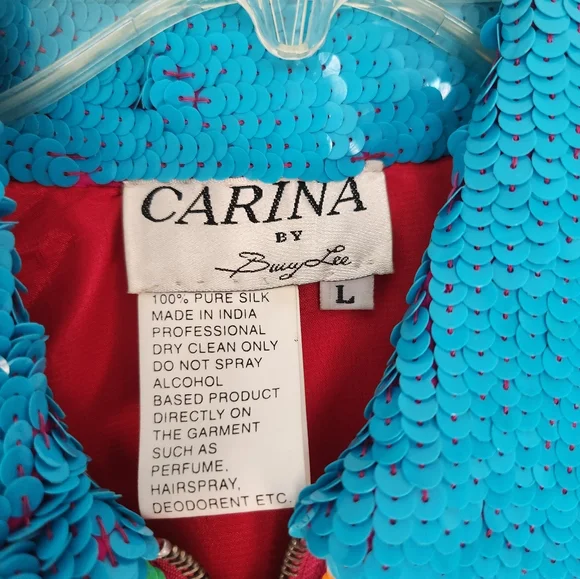 CARINA
BY
Buwy Lee
L
100% PURE SILK
MADE IN INDIA
PROFESSIONAL
DRY CLEAN ONLY
DO NOT SPRAY
ALCOHOL
BASED PRODUCT
DIRECTLY ON
THE GARMENT
SUCH AS
PERFUME.
HAIRSPRAY,
DEODORENT ETC.